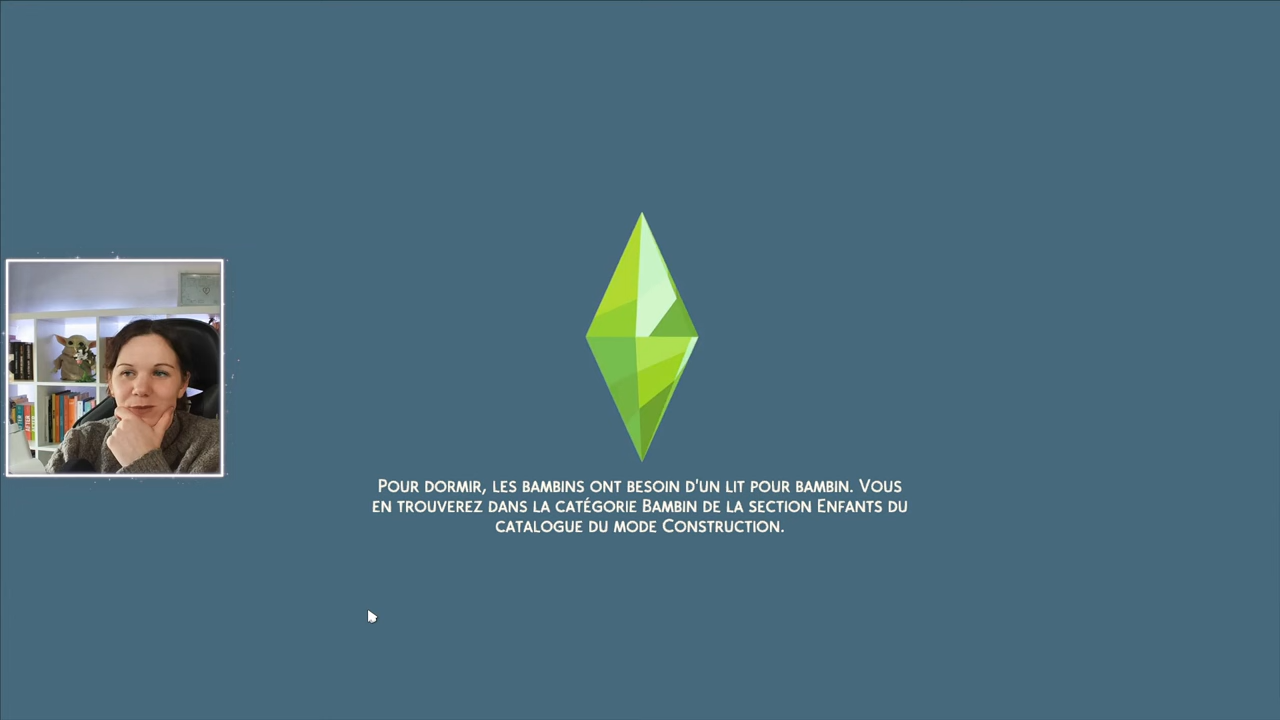 Pour dormir, les bambins ont besoin d'un lit pour bambin. Vous
en trouverez dans la catégorie Bambin de la section Enfants du
catalogue du mode Construction.